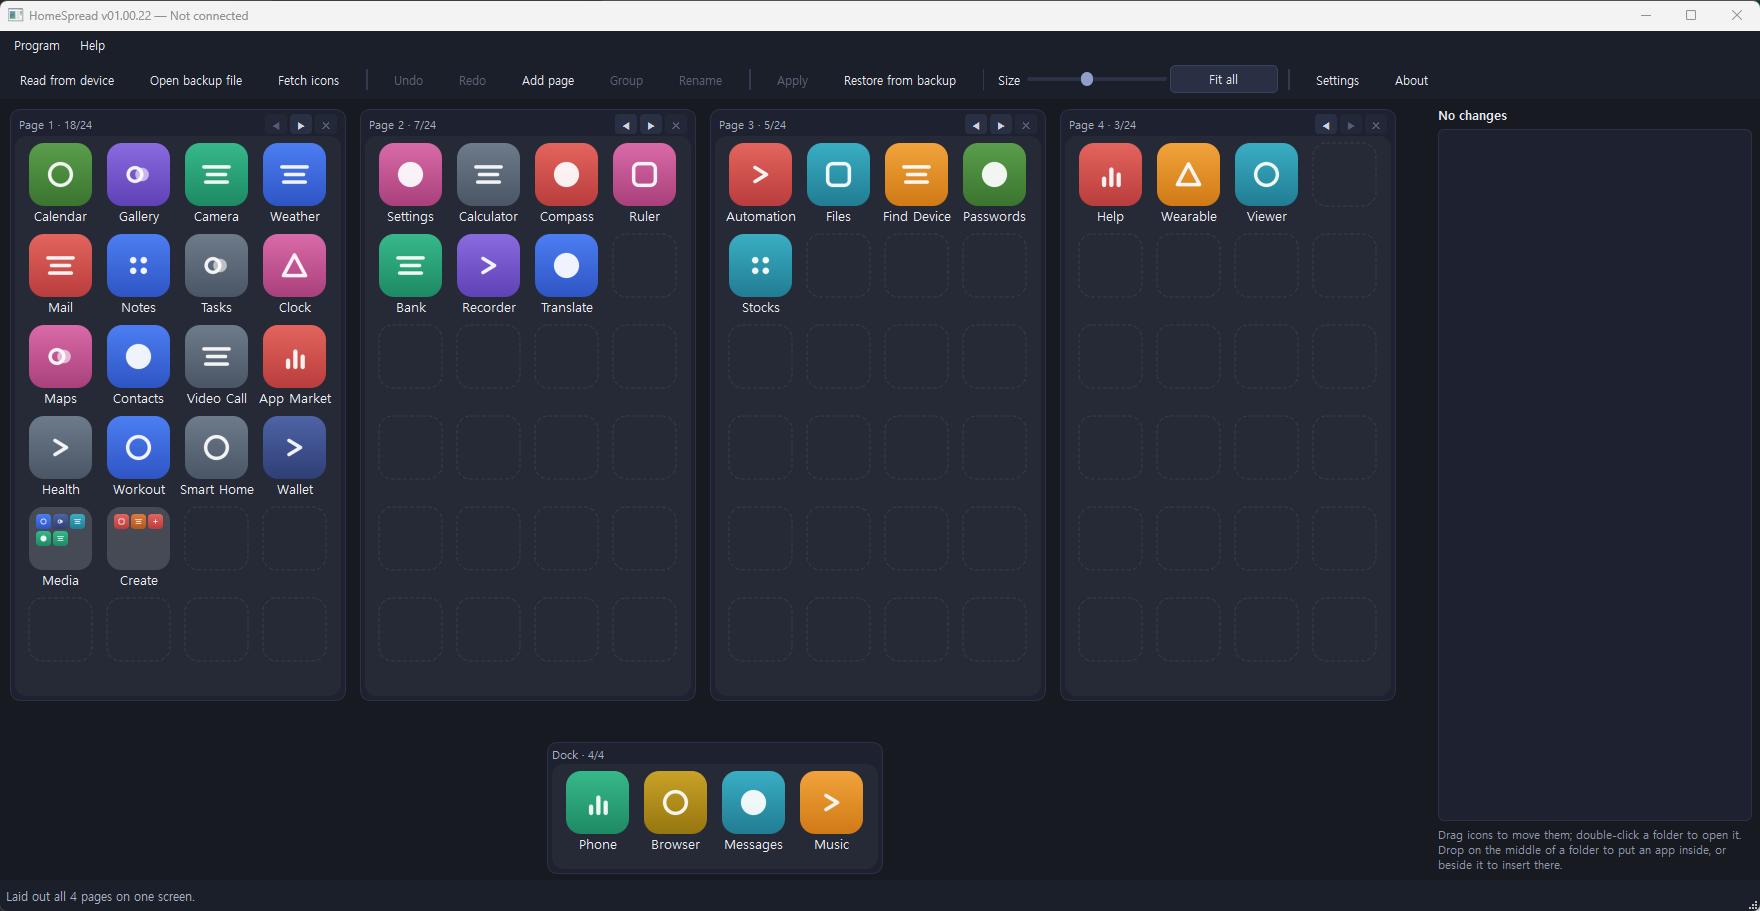 HomeSpread v01.00.22 — Not connected
Program Help
Read from device Open backup file Fetch icons Undo Redo Add page Group Rename Apply Restore from backup Size Fit all Settings About
Page 1 · 18/24
Calendar Gallery Camera Weather
Mail Notes Tasks Clock
Maps Contacts Video Call App Market
Health Workout Smart Home Wallet
Media Create
Page 2 · 7/24
Settings Calculator Compass Ruler
Bank Recorder Translate
Page 3 · 5/24
Automation Files Find Device Passwords
Stocks
Page 4 · 3/24
Help Wearable Viewer
Dock · 4/4
Phone Browser Messages Music
No changes
Drag icons to move them; double-click a folder to open it.
Drop on the middle of a folder to put an app inside, or
beside it to insert there.
Laid out all 4 pages on one screen.